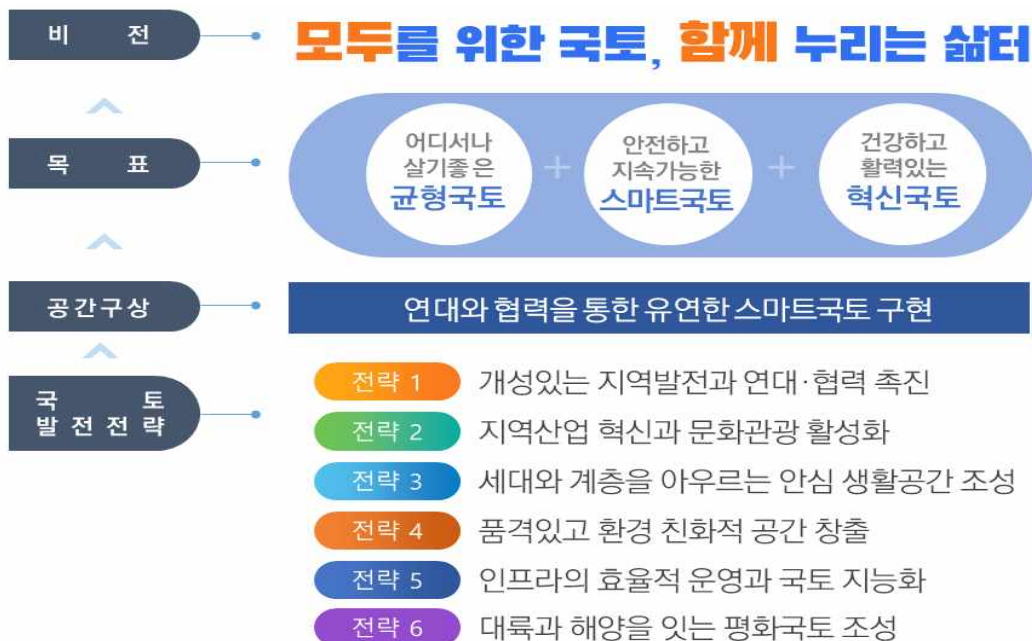 비 전
모두를 위한 국토, 함께 누리는 삶터
목 표
어디서나
살기좋은
균형국토
+
안전하고
지속가능한
스마트국토
+
건강하고
활력있는
혁신국토
공간구상
연대와 협력을 통한 유연한 스마트국토 구현
국 토
발 전 전 략
전략 1 개성있는 지역발전과 연대·협력 촉진
전략 2 지역산업 혁신과 문화관광 활성화
전략 3 세대와 계층을 아우르는 안심 생활공간 조성
전략 4 품격있고 환경 친화적 공간 창출
전략 5 인프라의 효율적 운영과 국토 지능화
전략 6 대륙과 해양을 잇는 평화국토 조성